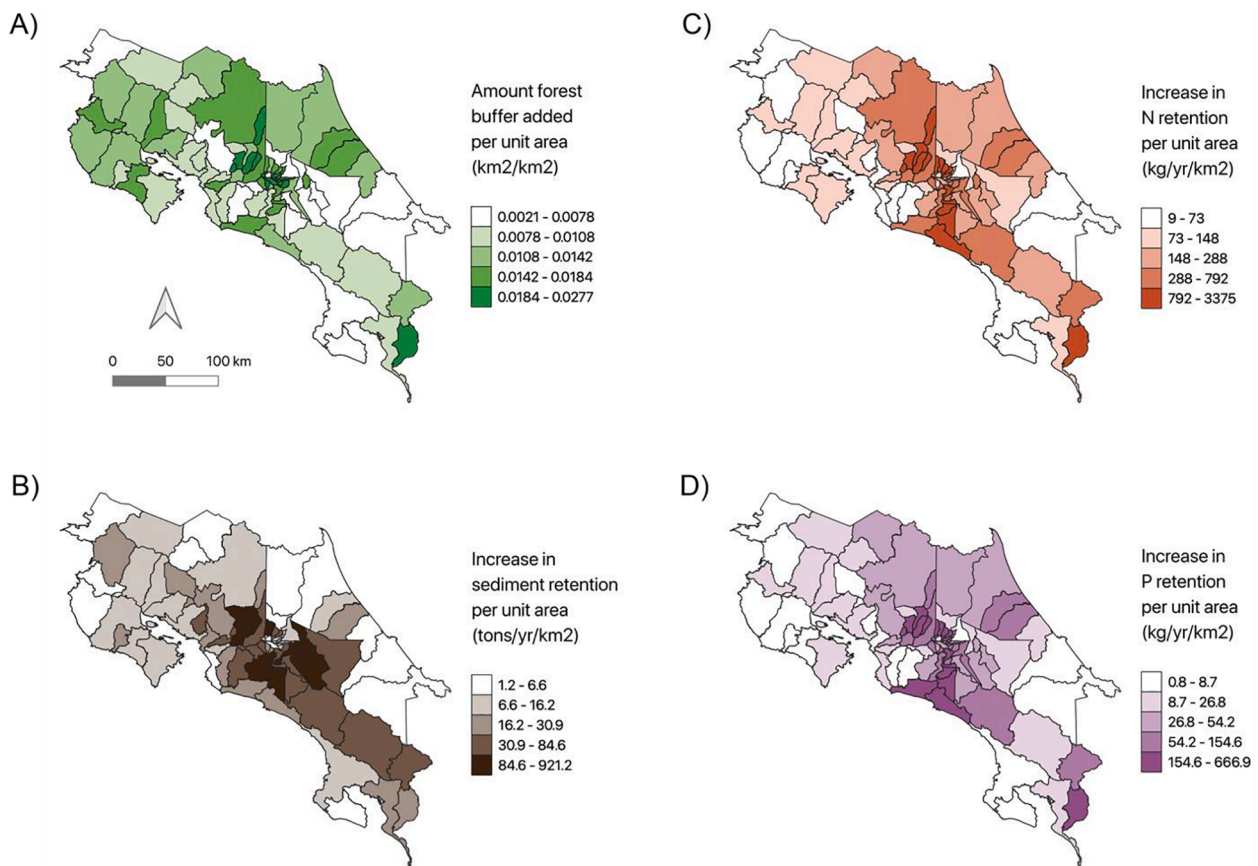 A)
Amount forest
buffer added
per unit area
(km2/km2)
0.0021 - 0.0078
0.0078 - 0.0108
0.0108 - 0.0142
0.0142 - 0.0184
0.0184 - 0.0277
0 50 100 km
C)
Increase in
N retention
per unit area
(kg/yr/km2)
9 - 73
73 - 148
148 - 288
288 - 792
792 - 3375
B)
Increase in
sediment retention
per unit area
(tons/yr/km2)
1.2 - 6.6
6.6 - 16.2
16.2 - 30.9
30.9 - 84.6
84.6 - 921.2
D)
Increase in
P retention
per unit area
(kg/yr/km2)
0.8 - 8.7
8.7 - 26.8
26.8 - 54.2
54.2 - 154.6
154.6 - 666.9